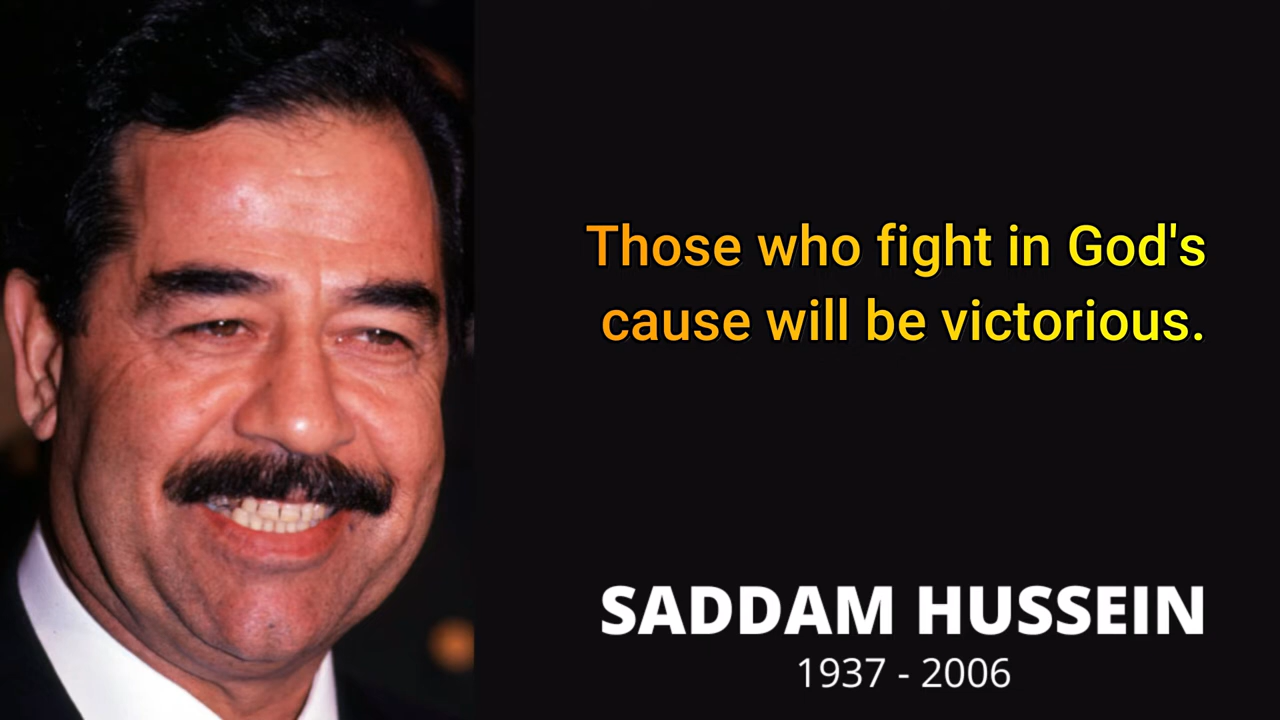 Those who fight in God's
cause will be victorious.
SADDAM HUSSEIN
1937 - 2006